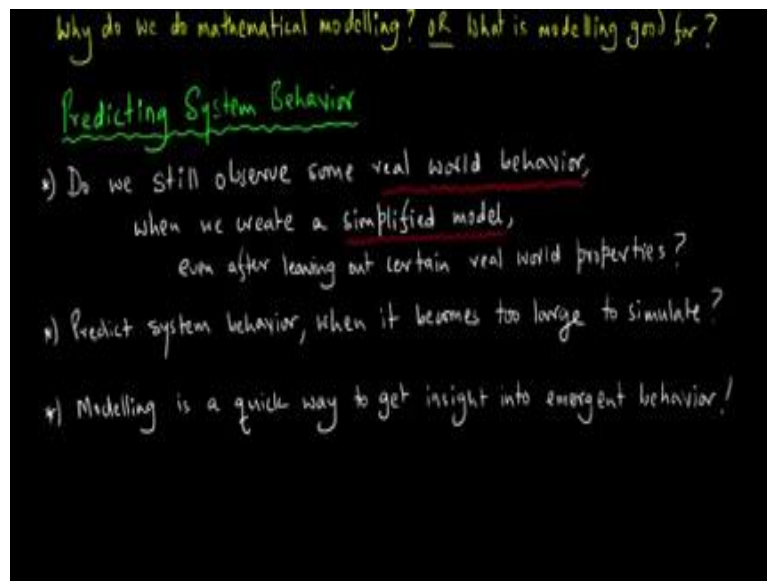 Why do we do mathematical modelling? OR What is modelling good for?
Predicting System Behavior
*) Do we still observe some real world behavior,
when we create a simplified model,
even after leaving out certain real world properties?
*) Predict system behavior, when it becomes too large to simulate?
*) Modelling is a quick way to get insight into emergent behavior!